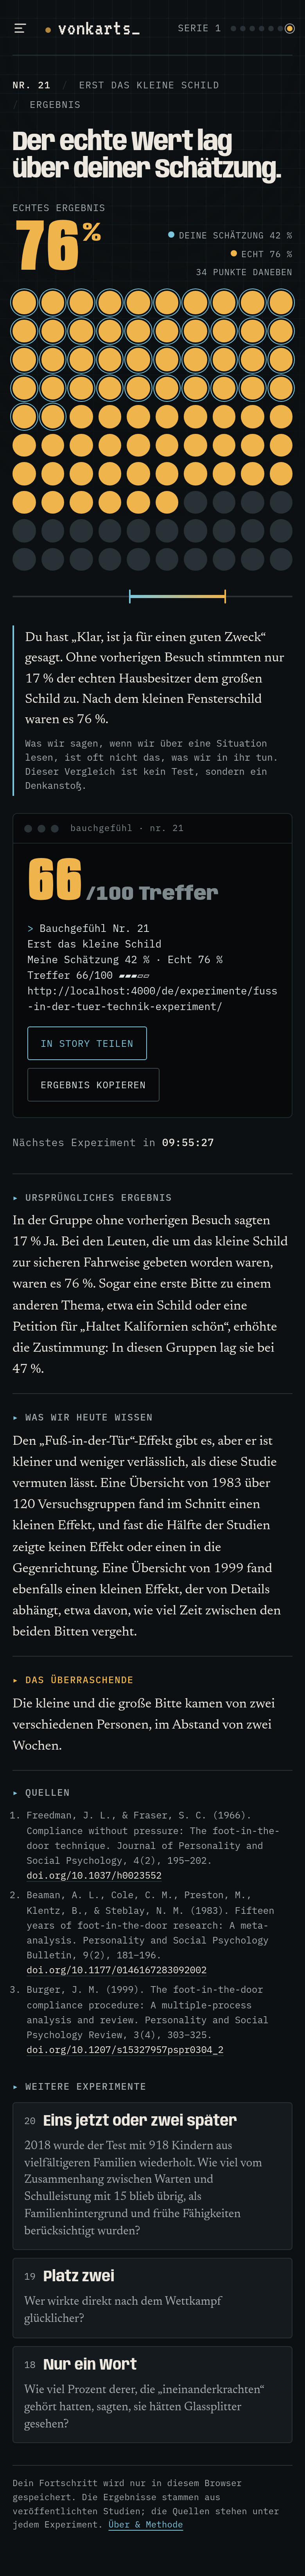 vonkarts_
SERIE 1
NR. 21 / ERST DAS KLEINE SCHILD
/ ERGEBNIS
Der echte Wert lag
über deiner Schätzung.
ECHTES ERGEBNIS
76%
DEINE SCHÄTZUNG 42 %
ECHT 76 %
34 PUNKTE DANEBEN
Du hast „Klar, ist ja für einen guten Zweck“
gesagt. Ohne vorherigen Besuch stimmten nur
17 % der echten Hausbesitzer dem großen
Schild zu. Nach dem kleinen Fensterschild
waren es 76 %.
Was wir sagen, wenn wir über eine Situation
lesen, ist oft nicht das, was wir in ihr tun.
Dieser Vergleich ist kein Test, sondern ein
Denkanstoß.
bauchgefühl · nr. 21
66/100 Treffer
> Bauchgefühl Nr. 21
Erst das kleine Schild
Meine Schätzung 42 % · Echt 76 %
Treffer 66/100 ▰▰▰▱▱
http://localhost:4000/de/experimente/fuss
-in-der-tuer-technik-experiment/
IN STORY TEILEN
ERGEBNIS KOPIEREN
Nächstes Experiment in 09:55:27
▸ URSPRÜNGLICHES ERGEBNIS
In der Gruppe ohne vorherigen Besuch sagten
17 % Ja. Bei den Leuten, die um das kleine Schild
zur sicheren Fahrweise gebeten worden waren,
waren es 76 %. Sogar eine erste Bitte zu einem
anderen Thema, etwa ein Schild oder eine
Petition für „Haltet Kalifornien schön“, erhöhte
die Zustimmung: In diesen Gruppen lag sie bei
47 %.
▸ WAS WIR HEUTE WISSEN
Den „Fuß-in-der-Tür“-Effekt gibt es, aber er ist
kleiner und weniger verlässlich, als diese Studie
vermuten lässt. Eine Übersicht von 1983 über
120 Versuchsgruppen fand im Schnitt einen
kleinen Effekt, und fast die Hälfte der Studien
zeigte keinen Effekt oder einen in die
Gegenrichtung. Eine Übersicht von 1999 fand
ebenfalls einen kleinen Effekt, der von Details
abhängt, etwa davon, wie viel Zeit zwischen den
beiden Bitten vergeht.
▸ DAS ÜBERRASCHENDE
Die kleine und die große Bitte kamen von zwei
verschiedenen Personen, im Abstand von zwei
Wochen.
▸ QUELLEN
1. Freedman, J. L., & Fraser, S. C. (1966).
Compliance without pressure: The foot-in-the-
door technique. Journal of Personality and
Social Psychology, 4(2), 195–202.
doi.org/10.1037/h0023552
2. Beaman, A. L., Cole, C. M., Preston, M.,
Klentz, B., & Steblay, N. M. (1983). Fifteen
years of foot-in-the-door research: A meta-
analysis. Personality and Social Psychology
Bulletin, 9(2), 181–196.
doi.org/10.1177/0146167283092002
3. Burger, J. M. (1999). The foot-in-the-door
compliance procedure: A multiple-process
analysis and review. Personality and Social
Psychology Review, 3(4), 303–325.
doi.org/10.1207/s15327957pspr0304_2
▸ WEITERE EXPERIMENTE
20 Eins jetzt oder zwei später
2018 wurde der Test mit 918 Kindern aus
vielfältigeren Familien wiederholt. Wie viel vom
Zusammenhang zwischen Warten und
Schulleistung mit 15 blieb übrig, als
Familienhintergrund und frühe Fähigkeiten
berücksichtigt wurden?
19 Platz zwei
Wer wirkte direkt nach dem Wettkampf
glücklicher?
18 Nur ein Wort
Wie viel Prozent derer, die „ineinanderkrachten“
gehört hatten, sagten, sie hätten Glassplitter
gesehen?
Dein Fortschritt wird nur in diesem Browser
gespeichert. Die Ergebnisse stammen aus
veröffentlichten Studien; die Quellen stehen unter
jedem Experiment. Über & Methode